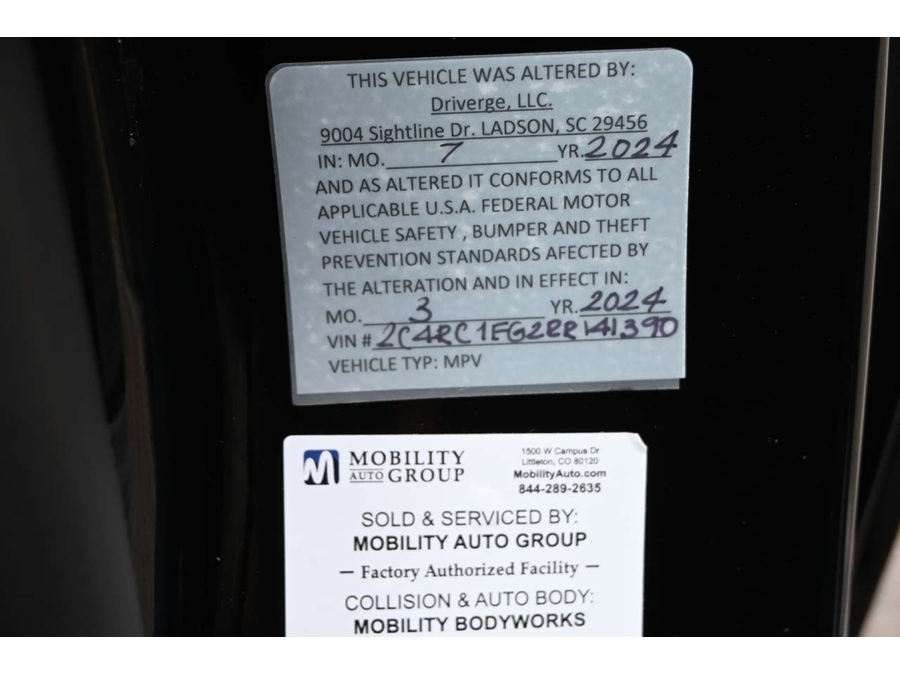 THIS VEHICLE WAS ALTERED BY:
Driverge, LLC.
9004 Sightline Dr. LADSON, SC 29456
IN: MO. 7 YR. 2024
AND AS ALTERED IT CONFORMS TO ALL
APPLICABLE U.S.A. FEDERAL MOTOR
VEHICLE SAFETY , BUMPER AND THEFT
PREVENTION STANDARDS AFECTED BY
THE ALTERATION AND IN EFFECT IN:
MO. 3 YR. 2024
VIN # 2C4RC1FG2RR141390
VEHICLE TYP: MPV
MOBILITY
AUTO GROUP
1500 W Campus Dr
Littleton, CO 80120
MobilityAuto.com
844-289-2635
SOLD & SERVICED BY:
MOBILITY AUTO GROUP
— Factory Authorized Facility —
COLLISION & AUTO BODY:
MOBILITY BODYWORKS